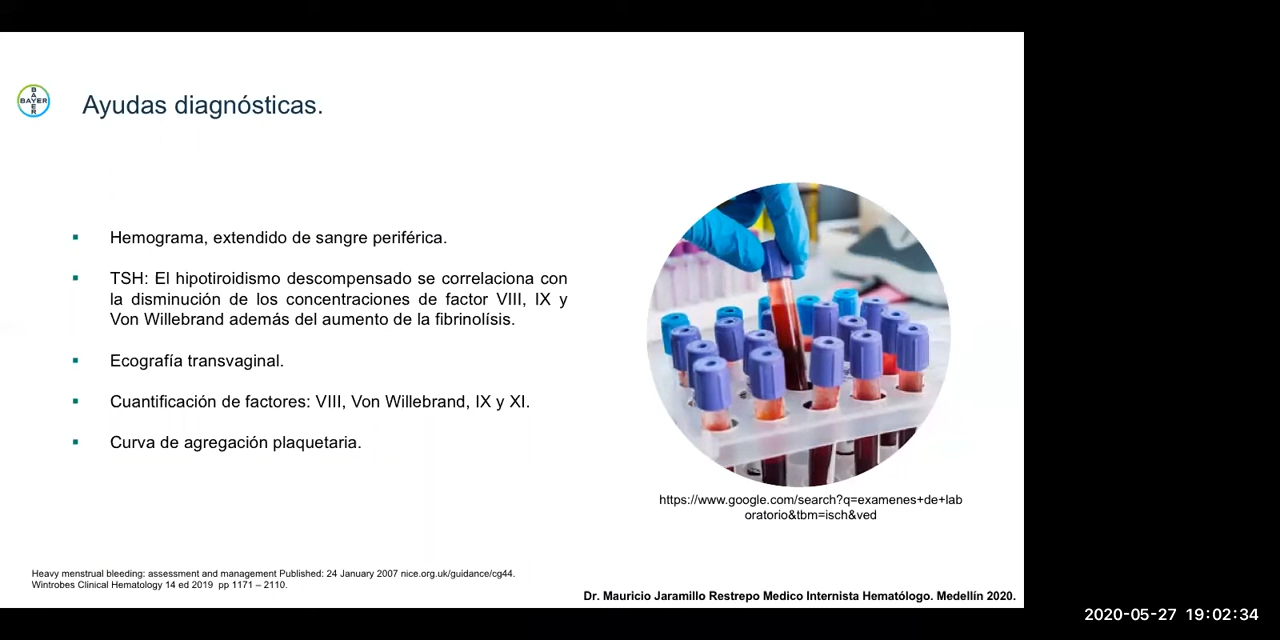 BAYER
BAYER
Ayudas diagnósticas.
Hemograma, extendido de sangre periférica.
TSH: El hipotiroidismo descompensado se correlaciona con
la disminución de los concentraciones de factor VIII, IX y
Von Willebrand además del aumento de la fibrinolísis.
Ecografía transvaginal.
Cuantificación de factores: VIII, Von Willebrand, IX y XI.
Curva de agregación plaquetaria.
https://www.google.com/search?q=examenes+de+lab
oratorio&tbm=isch&ved
Heavy menstrual bleeding: assessment and management Published: 24 January 2007 nice.org.uk/guidance/cg44.
Wintrobes Clinical Hematology 14 ed 2019 pp 1171 – 2110.
Dr. Mauricio Jaramillo Restrepo Medico Internista Hematólogo. Medellín 2020.
2020-05-27 19:02:34